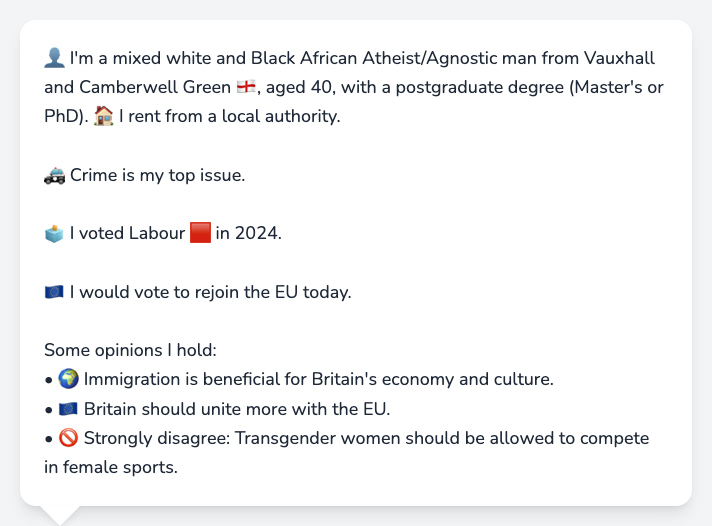 👤 I'm a mixed white and Black African Atheist/Agnostic man from Vauxhall
and Camberwell Green 🏴󠁧󠁢󠁥󠁮󠁧󠁿, aged 40, with a postgraduate degree (Master's or
PhD). 🏠 I rent from a local authority.
🚓 Crime is my top issue.
🗳️ I voted Labour 🟥 in 2024.
🇪🇺 I would vote to rejoin the EU today.
Some opinions I hold:
• 🌍 Immigration is beneficial for Britain's economy and culture.
• 🇪🇺 Britain should unite more with the EU.
• 🚫 Strongly disagree: Transgender women should be allowed to compete
in female sports.